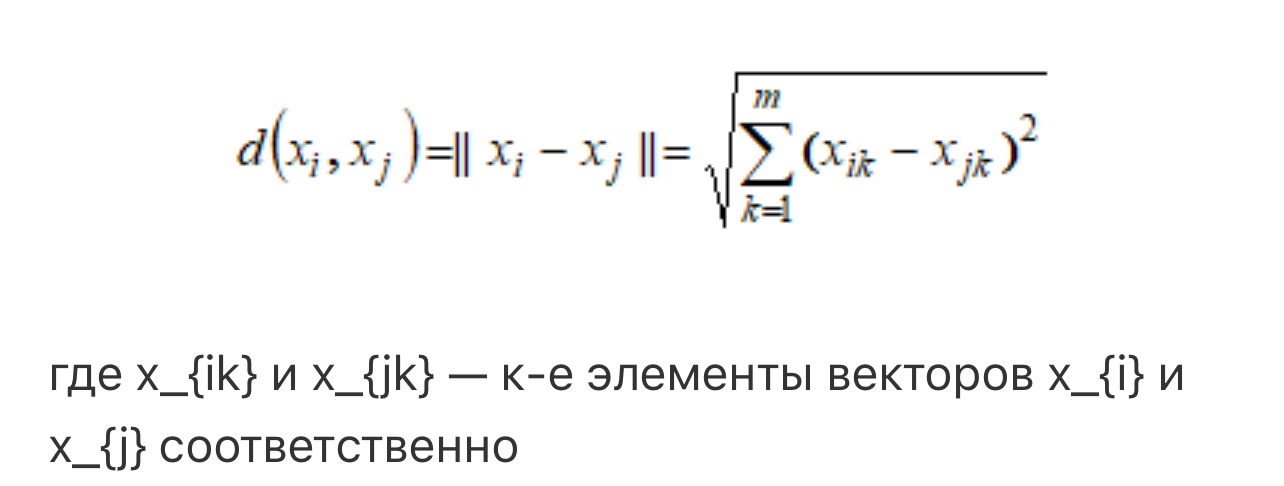 d(x_i, x_j) = ‖ x_i − x_j ‖ = √∑_{k=1}^{m} (x_{ik} − x_{jk})^2
где x_{ik} и x_{jk} — к-е элементы векторов x_{i} и
x_{j} соответственно